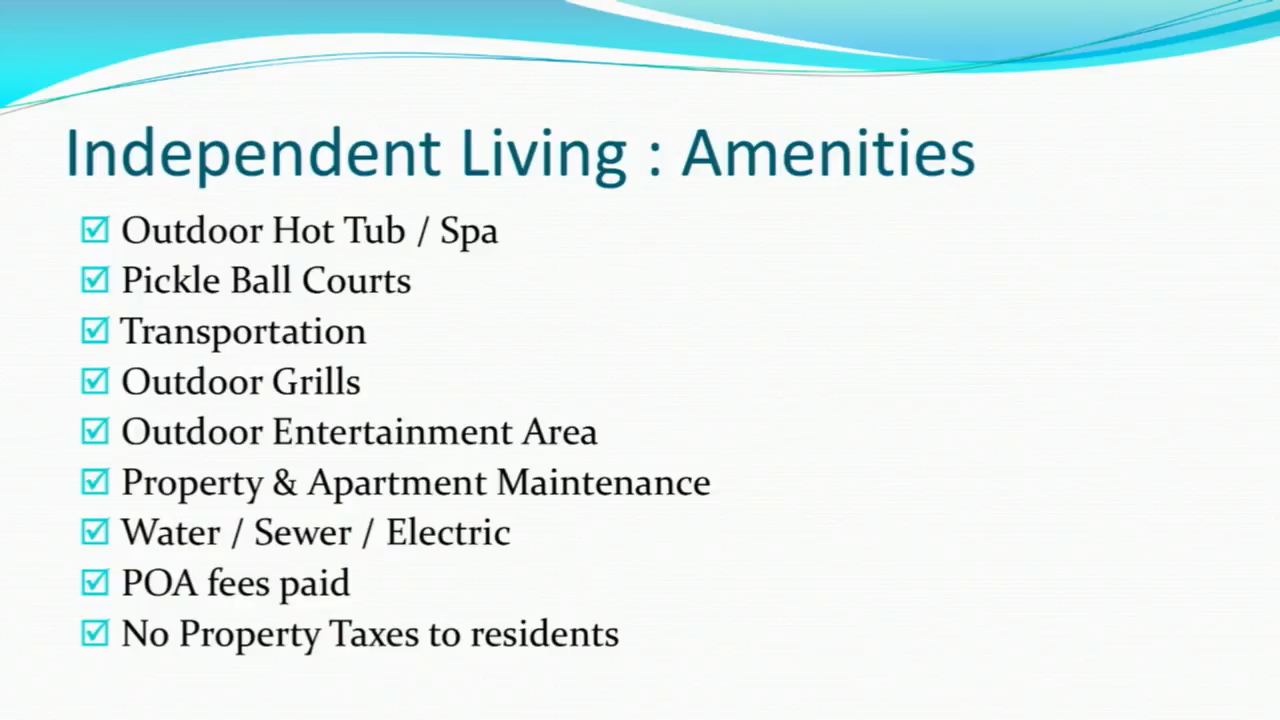 Independent Living : Amenities
Outdoor Hot Tub / Spa
Pickle Ball Courts
Transportation
Outdoor Grills
Outdoor Entertainment Area
Property & Apartment Maintenance
Water / Sewer / Electric
POA fees paid
No Property Taxes to residents